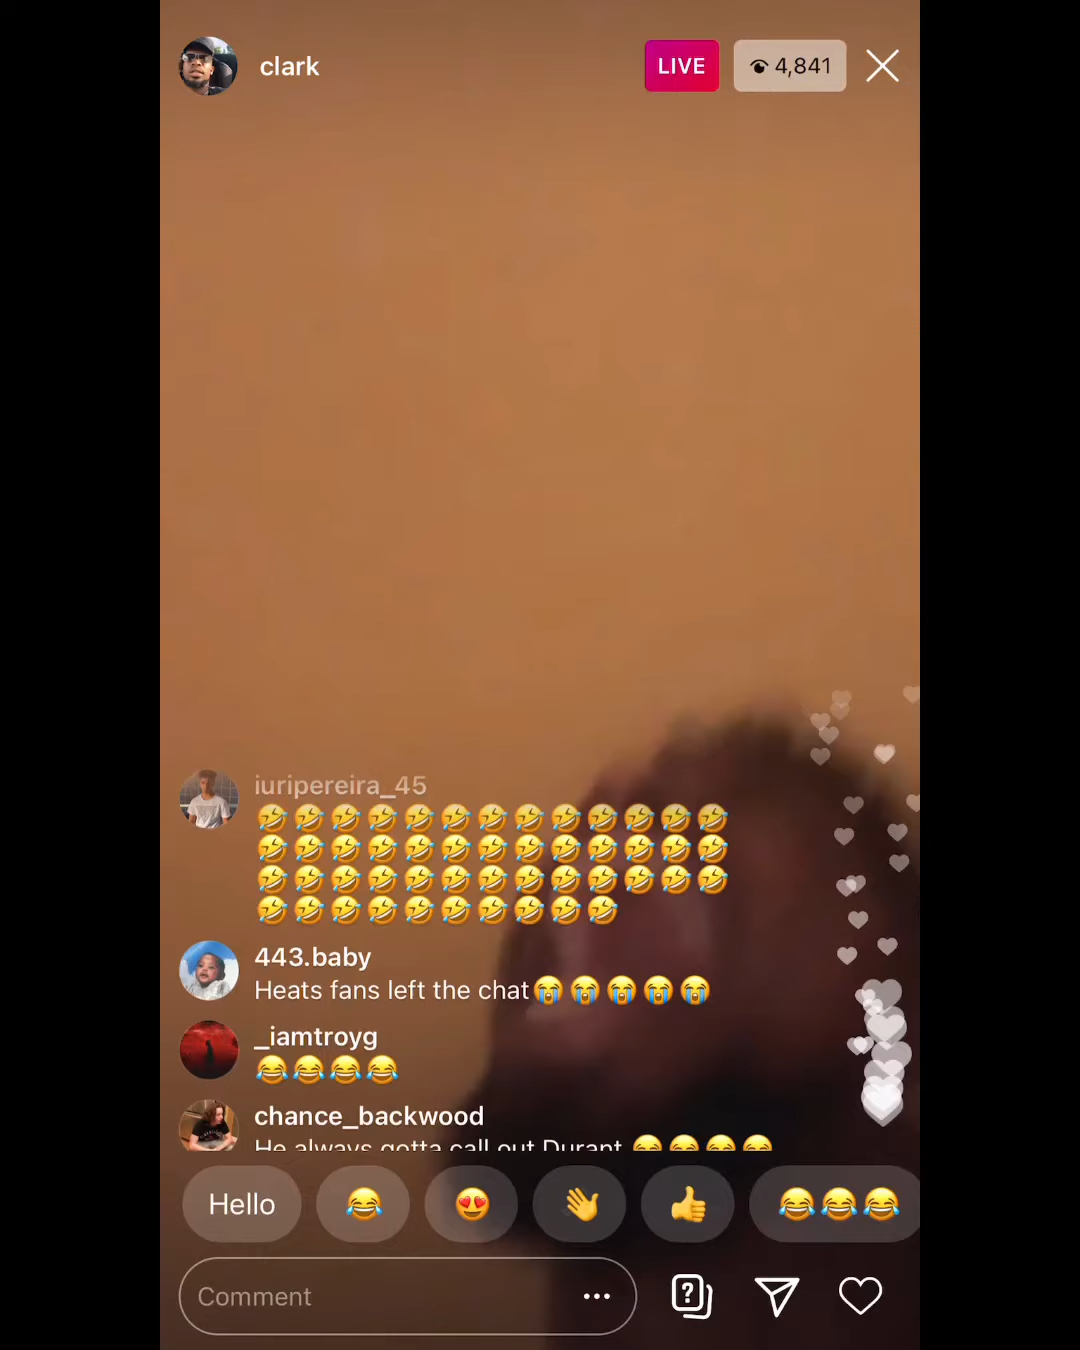 clark
LIVE
4,841
iuripereira_45
🤣🤣🤣🤣🤣🤣🤣🤣🤣🤣🤣🤣🤣
🤣🤣🤣🤣🤣🤣🤣🤣🤣🤣🤣🤣🤣
🤣🤣🤣🤣🤣🤣🤣🤣🤣🤣🤣🤣🤣
🤣🤣🤣🤣🤣🤣🤣🤣🤣🤣
443.baby
Heats fans left the chat😭😭😭😭😭
_iamtroyg
😂😂😂😂
chance_backwood
He always gotta call out Durant 😂😂😂😂
Hello 😂 😍 👋 👍 😂😂😂
Comment